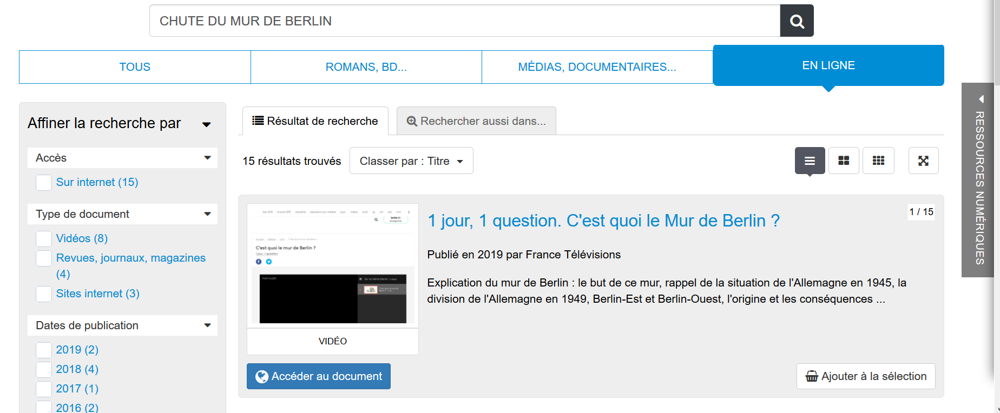 CHUTE DU MUR DE BERLIN
TOUS
ROMANS, BD...
MÉDIAS, DOCUMENTAIRES...
EN LIGNE
Affiner la recherche par
Accès
Sur internet (15)
Type de document
Vidéos (8)
Revues, journaux, magazines
(4)
Sites internet (3)
Dates de publication
2019 (2)
2018 (4)
2017 (1)
2016 (2)
Résultat de recherche
Rechercher aussi dans...
15 résultats trouvés
Classer par : Titre
1 / 15
1 jour, 1 question. C'est quoi le Mur de Berlin ?
Publié en 2019 par France Télévisions
Explication du mur de Berlin : le but de ce mur, rappel de la situation de l'Allemagne en 1945, la
division de l'Allemagne en 1949, Berlin-Est et Berlin-Ouest, l'origine et les conséquences ...
C'est quoi le mur de Berlin ?
1 jour, 1 question
PARTAGER
VIDÉO
Accéder au document
Ajouter à la sélection
RESSOURCES NUMÉRIQUES